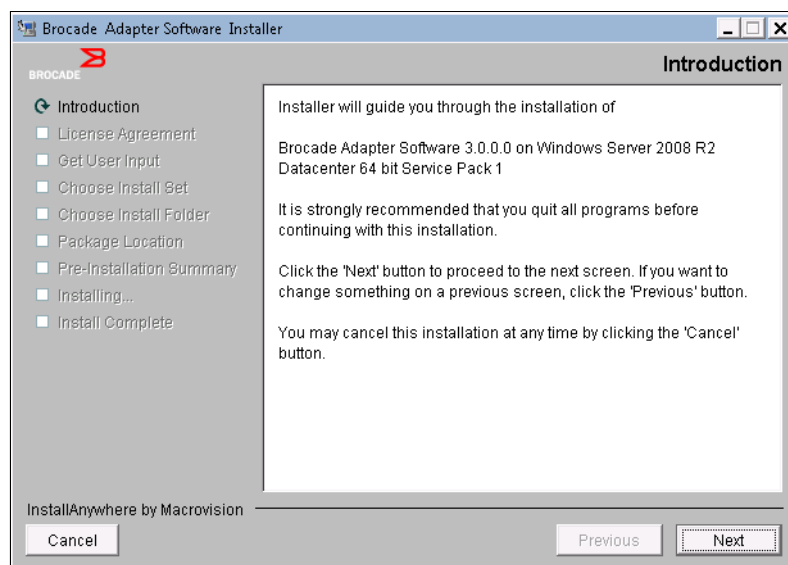 Brocade Adapter Software Installer
BROCADE
Introduction
Introduction
License Agreement
Get User Input
Choose Install Set
Choose Install Folder
Package Location
Pre-Installation Summary
Installing...
Install Complete
Installer will guide you through the installation of
Brocade Adapter Software 3.0.0.0 on Windows Server 2008 R2
Datacenter 64 bit Service Pack 1
It is strongly recommended that you quit all programs before
continuing with this installation.
Click the 'Next' button to proceed to the next screen. If you want to
change something on a previous screen, click the 'Previous' button.
You may cancel this installation at any time by clicking the 'Cancel'
button.
InstallAnywhere by Macrovision
Cancel
Previous
Next